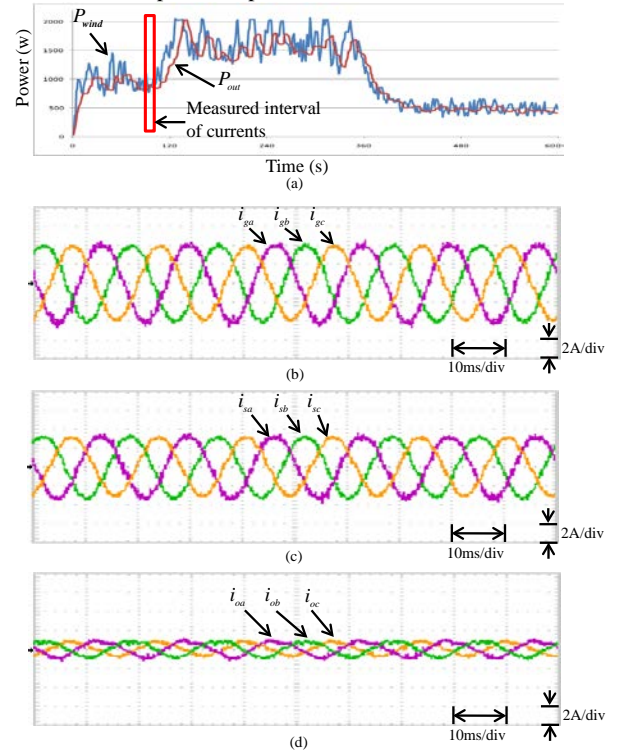 P_wind
2000
1500
1000
500
0
Power (w)
P_out
Measured interval
of currents
0 120 240 360 480 6000
Time (s)
(a)
i_ga i_gb i_gc
10ms/div
2A/div
(b)
i_sa i_sb i_sc
10ms/div
2A/div
(c)
i_oa i_ob i_oc
10ms/div
2A/div
(d)